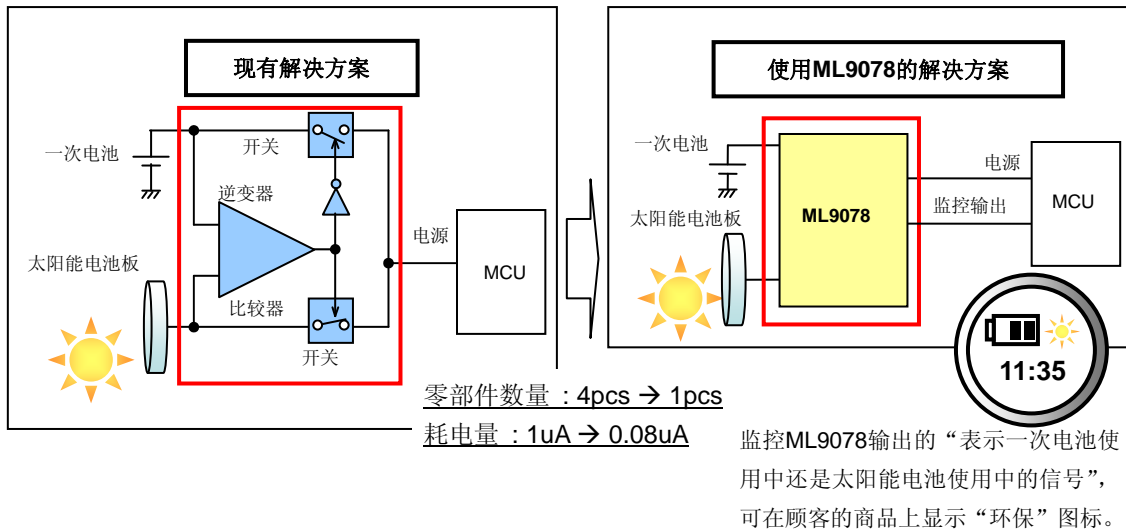 现有解决方案
一次电池
开关
逆变器
太阳能电池板
比较器
开关
电源
MCU
零部件数量 : 4pcs → 1pcs
耗电量 : 1uA → 0.08uA
使用ML9078的解决方案
一次电池
太阳能电池板
ML9078
电源
监控输出
MCU
11:35
监控ML9078输出的“表示一次电池使
用中还是太阳能电池使用中的信号”,
可在顾客的商品上显示“环保”图标。